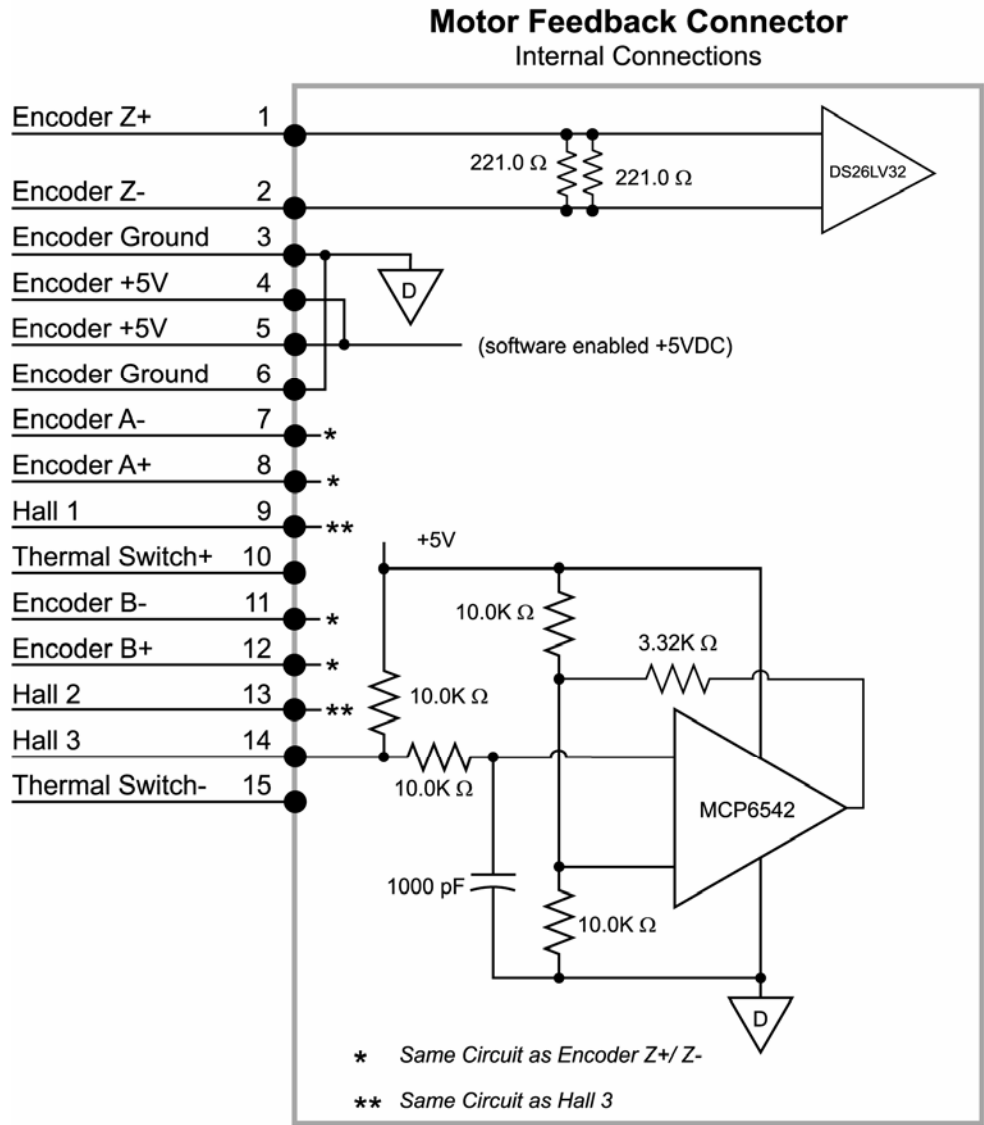 Motor Feedback Connector
Internal Connections
Encoder Z+ 1
Encoder Z- 2
Encoder Ground 3
Encoder +5V 4
Encoder +5V 5
Encoder Ground 6
Encoder A- 7
Encoder A+ 8
Hall 1 9
Thermal Switch+ 10
Encoder B- 11
Encoder B+ 12
Hall 2 13
Hall 3 14
Thermal Switch- 15
221.0 Ω
221.0 Ω
DS26LV32
D
(software enabled +5VDC)
*
*
**
*
*
**
+5V
10.0K Ω
3.32K Ω
10.0K Ω
10.0K Ω
MCP6542
1000 pF
10.0K Ω
D
* Same Circuit as Encoder Z+/ Z-
** Same Circuit as Hall 3